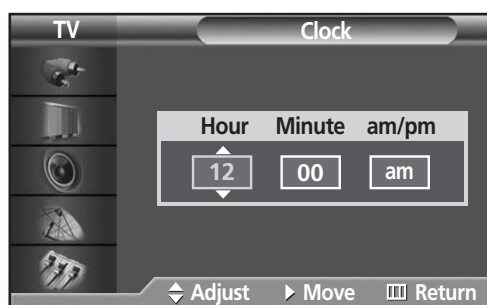 TV Clock
Hour Minute am/pm
12 00 am
Adjust Move Return